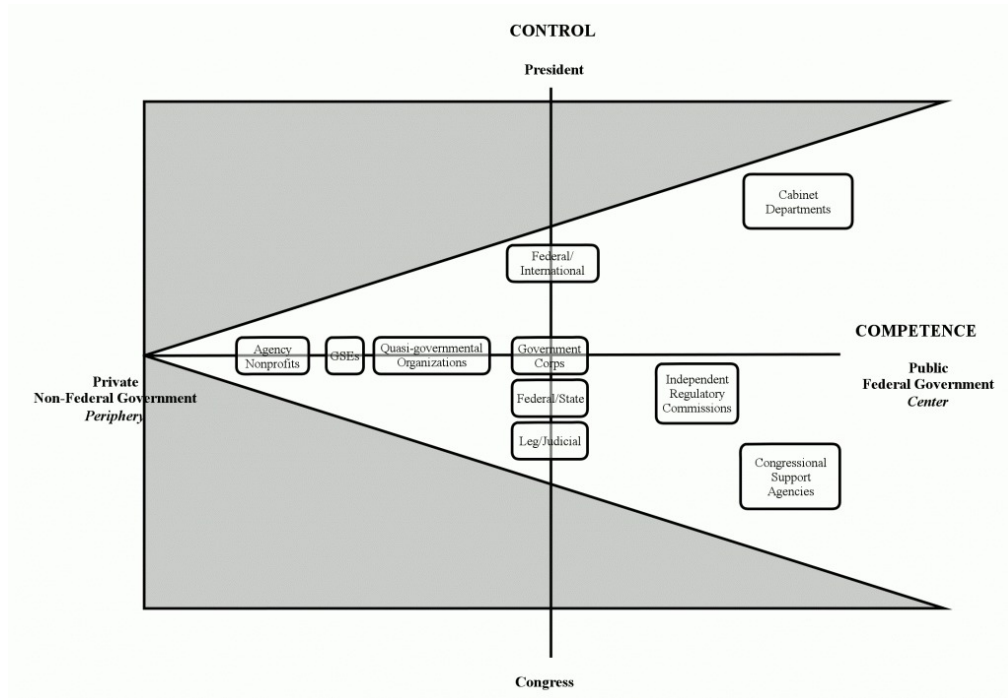 CONTROL
President
Cabinet
Departments
Federal/
International
COMPETENCE
Agency
Nonprofits
GSEs
Quasi-governmental
Organizations
Government
Corps
Public
Federal Government
Center
Private
Non-Federal Government
Periphery
Independent
Regulatory
Commissions
Federal/State
Leg/Judicial
Congressional
Support
Agencies
Congress